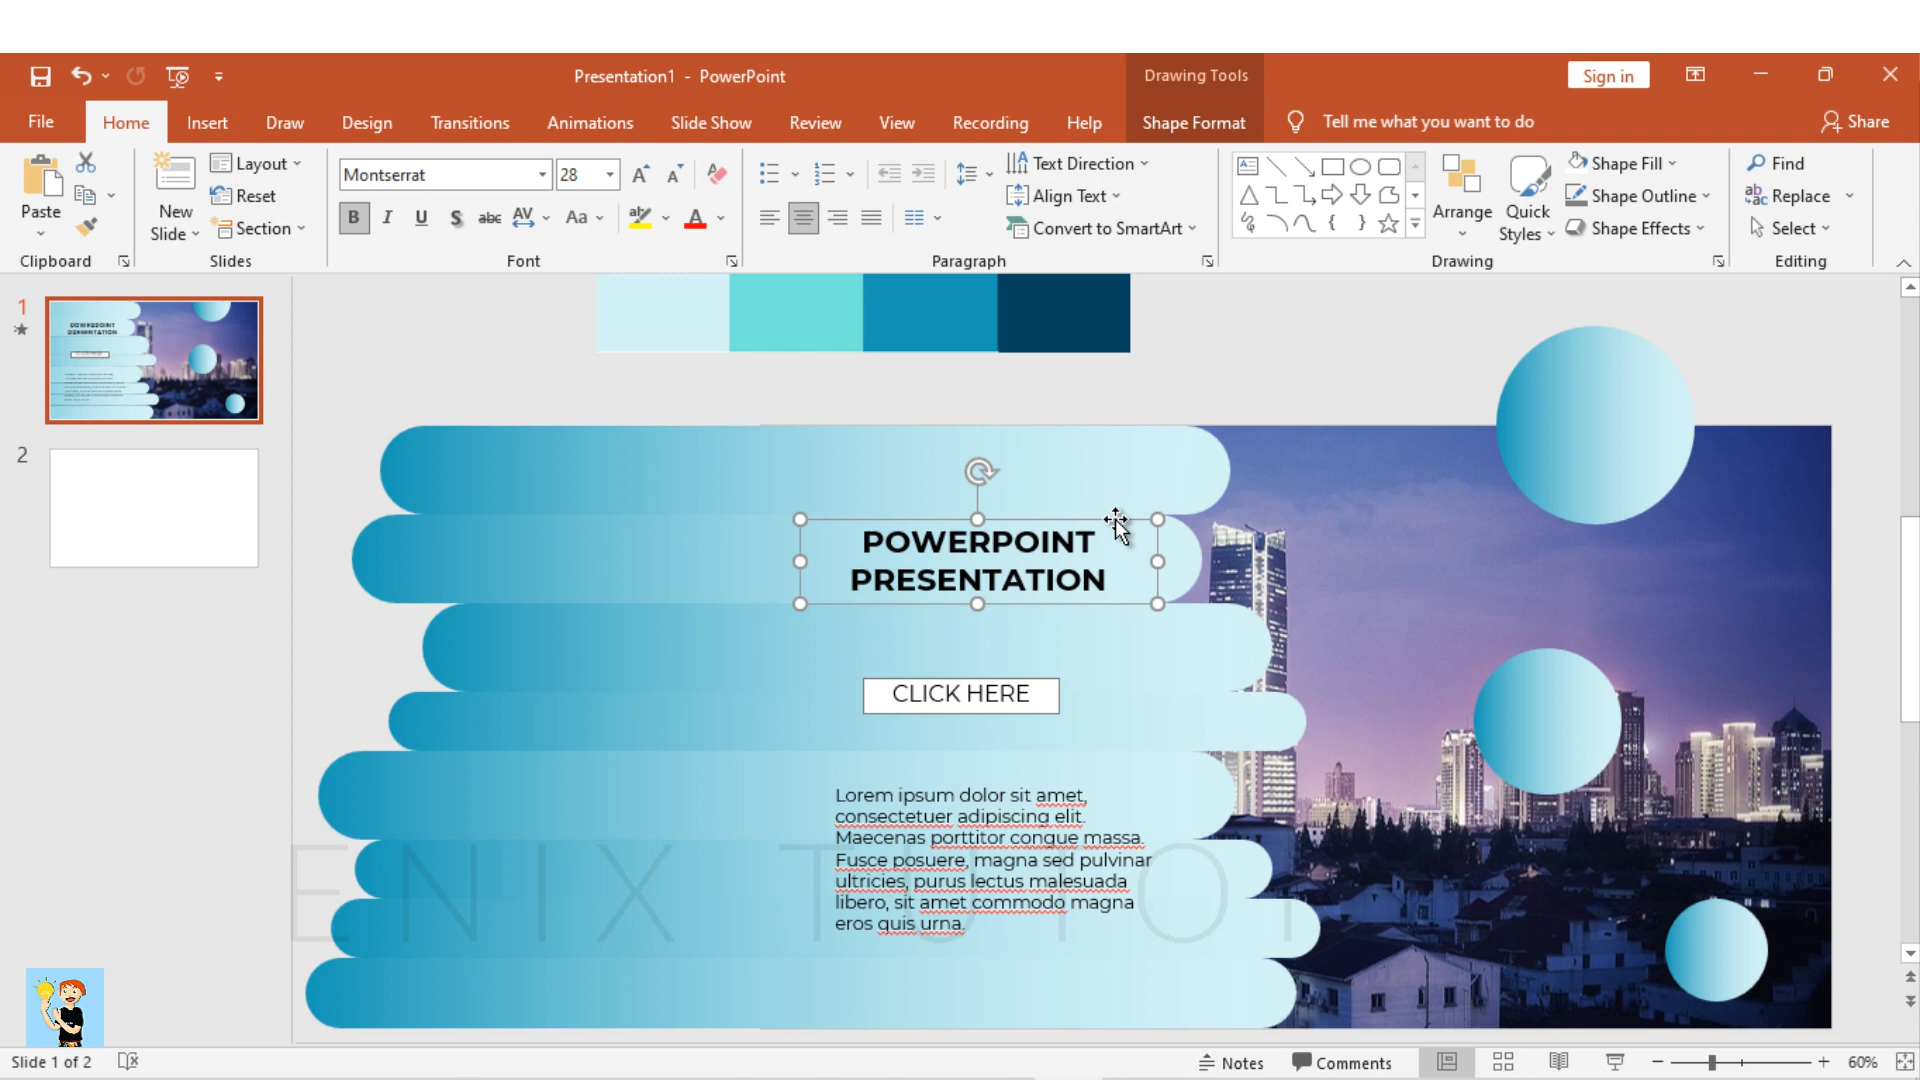 Presentation1 - PowerPoint
Drawing Tools
Sign in
File
Home
Insert
Draw
Design
Transitions
Animations
Slide Show
Review
View
Recording
Help
Shape Format
Tell me what you want to do
Share
Paste
Clipboard
New
Slide
Layout
Reset
Section
Slides
Montserrat
28
B I U S abc AV Aa A
Font
Text Direction
Align Text
Convert to SmartArt
Paragraph
Arrange
Quick
Styles
Shape Fill
Shape Outline
Shape Effects
Drawing
Find
Replace
Select
Editing
1
2
POWERPOINT
PRESENTATION
CLICK HERE
Lorem ipsum dolor sit amet,
consectetuer adipiscing elit.
Maecenas porttitor congue massa.
Fusce posuere, magna sed pulvinar
ultricies, purus lectus malesuada
libero, sit amet commodo magna
eros quis urna.
ENIX TUTO
Slide 1 of 2
Notes
Comments
60%